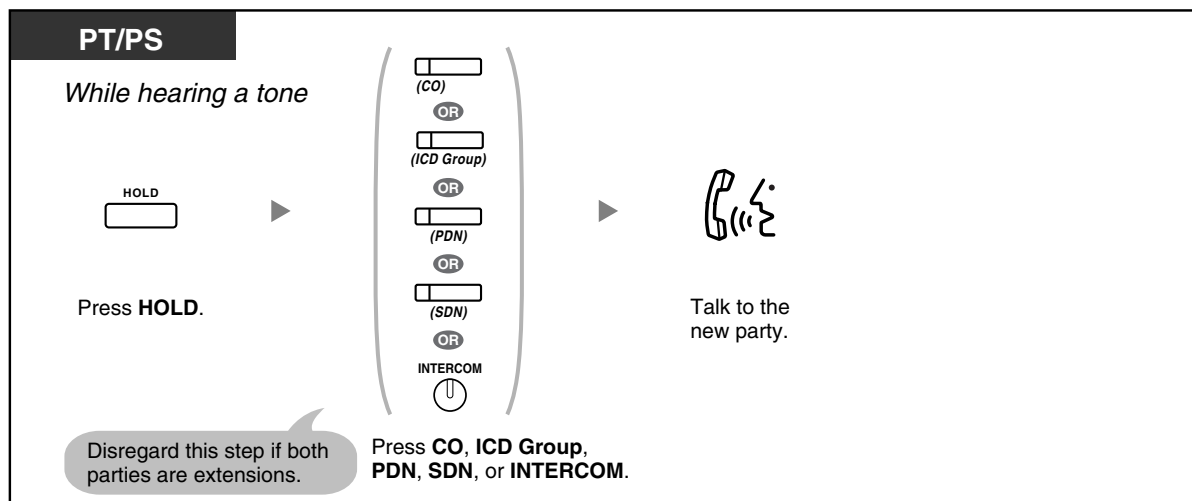 PT/PS
While hearing a tone
HOLD
Press HOLD.
(CO)
OR
(ICD Group)
OR
(PDN)
OR
(SDN)
OR
INTERCOM
Disregard this step if both
parties are extensions.
Press CO, ICD Group,
PDN, SDN, or INTERCOM.
Talk to the
new party.